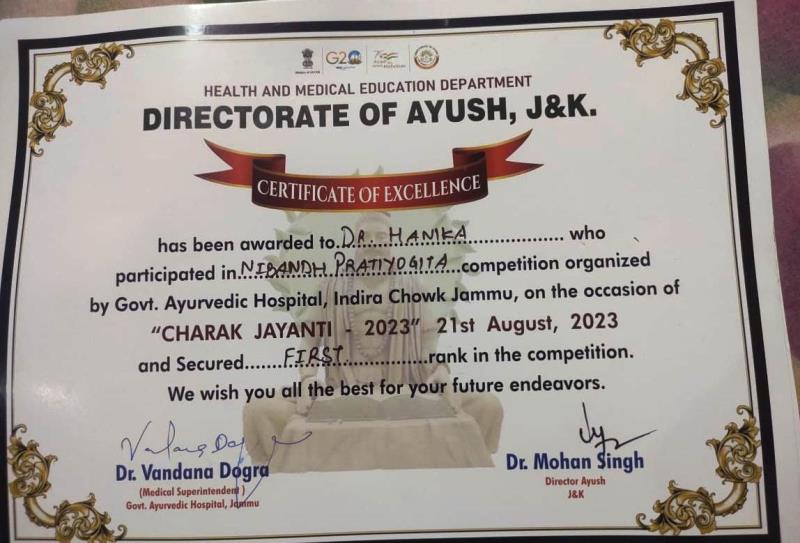 G20
HEALTH AND MEDICAL EDUCATION DEPARTMENT
DIRECTORATE OF AYUSH, J&K.
CERTIFICATE OF EXCELLENCE
has been awarded to DR. HANIKA who
participated in NIBANDH PRATIYOGITA competition organized
by Govt. Ayurvedic Hospital, Indira Chowk Jammu, on the occasion of
"CHARAK JAYANTI - 2023" 21st August, 2023
and Secured FIRST rank in the competition.
We wish you all the best for your future endeavors.
Dr. Vandana Dogra
(Medical Superintendent)
Govt. Ayurvedic Hospital, Jammu
Dr. Mohan Singh
Director Ayush
J&K